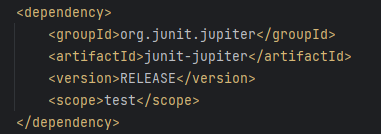 <dependency>
    <groupId>org.junit.jupiter</groupId>
    <artifactId>junit-jupiter</artifactId>
    <version>RELEASE</version>
    <scope>test</scope>
</dependency>